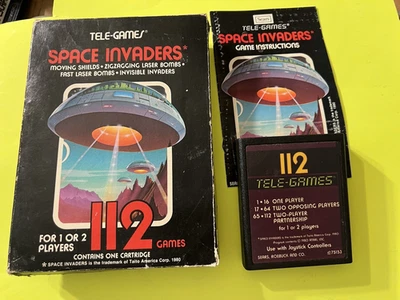 TELE-GAMES
SPACE INVADERS*
MOVING SHIELDS • ZIGZAGGING LASER BOMBS •
FAST LASER BOMBS • INVISIBLE INVADERS
FOR 1 OR 2
PLAYERS
112
GAMES
CONTAINS ONE CARTRIDGE
* SPACE INVADERS is the trademark of Taito America Corp. 1980
Sears
TELE-GAMES
SPACE INVADERS*
GAME INSTRUCTIONS
112
TELE-GAMES
1 • 16 ONE PLAYER
17 • 64 TWO OPPOSING PLAYERS
65 • 112 TWO-PLAYER
PARTNERSHIP
for 1 or 2 players
SEARS, ROEBUCK AND CO.
Use with Joystick Controllers